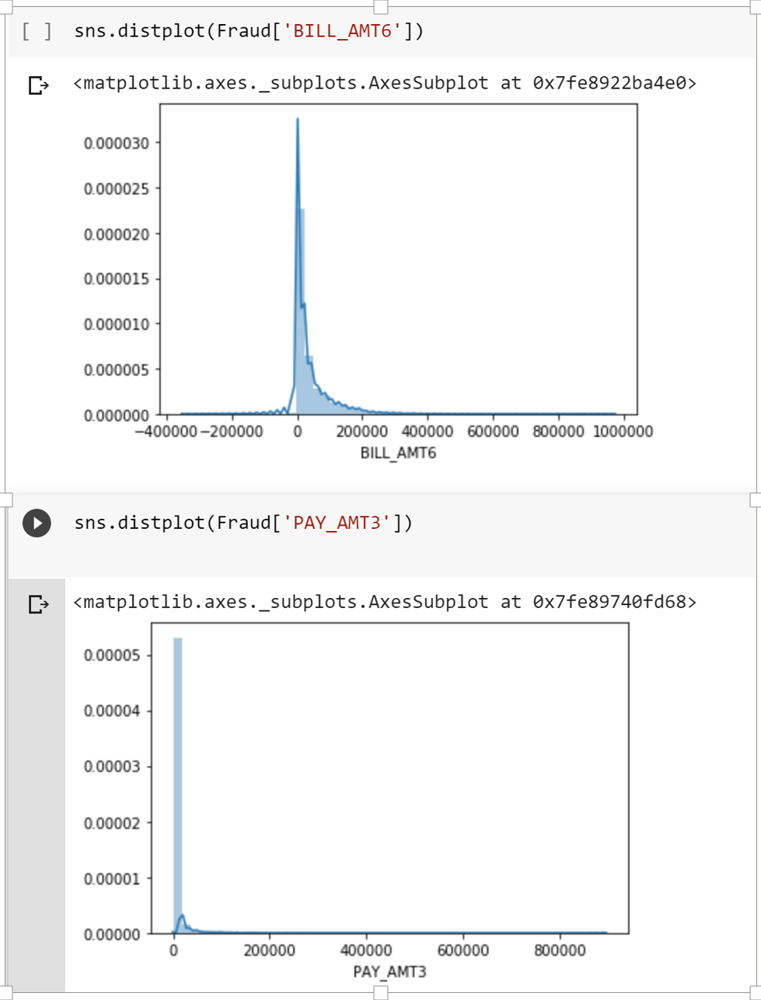 [ ] sns.distplot(Fraud['BILL_AMT6'])
<matplotlib.axes._subplots.AxesSubplot at 0x7fe8922ba4e0>
0.000030
0.000025
0.000020
0.000015
0.000010
0.000005
0.000000
−400000 −200000 0 200000 400000 600000 800000 1000000
BILL_AMT6
sns.distplot(Fraud['PAY_AMT3'])
<matplotlib.axes._subplots.AxesSubplot at 0x7fe89740fd68>
0.00005
0.00004
0.00003
0.00002
0.00001
0.00000
0 200000 400000 600000 800000
PAY_AMT3